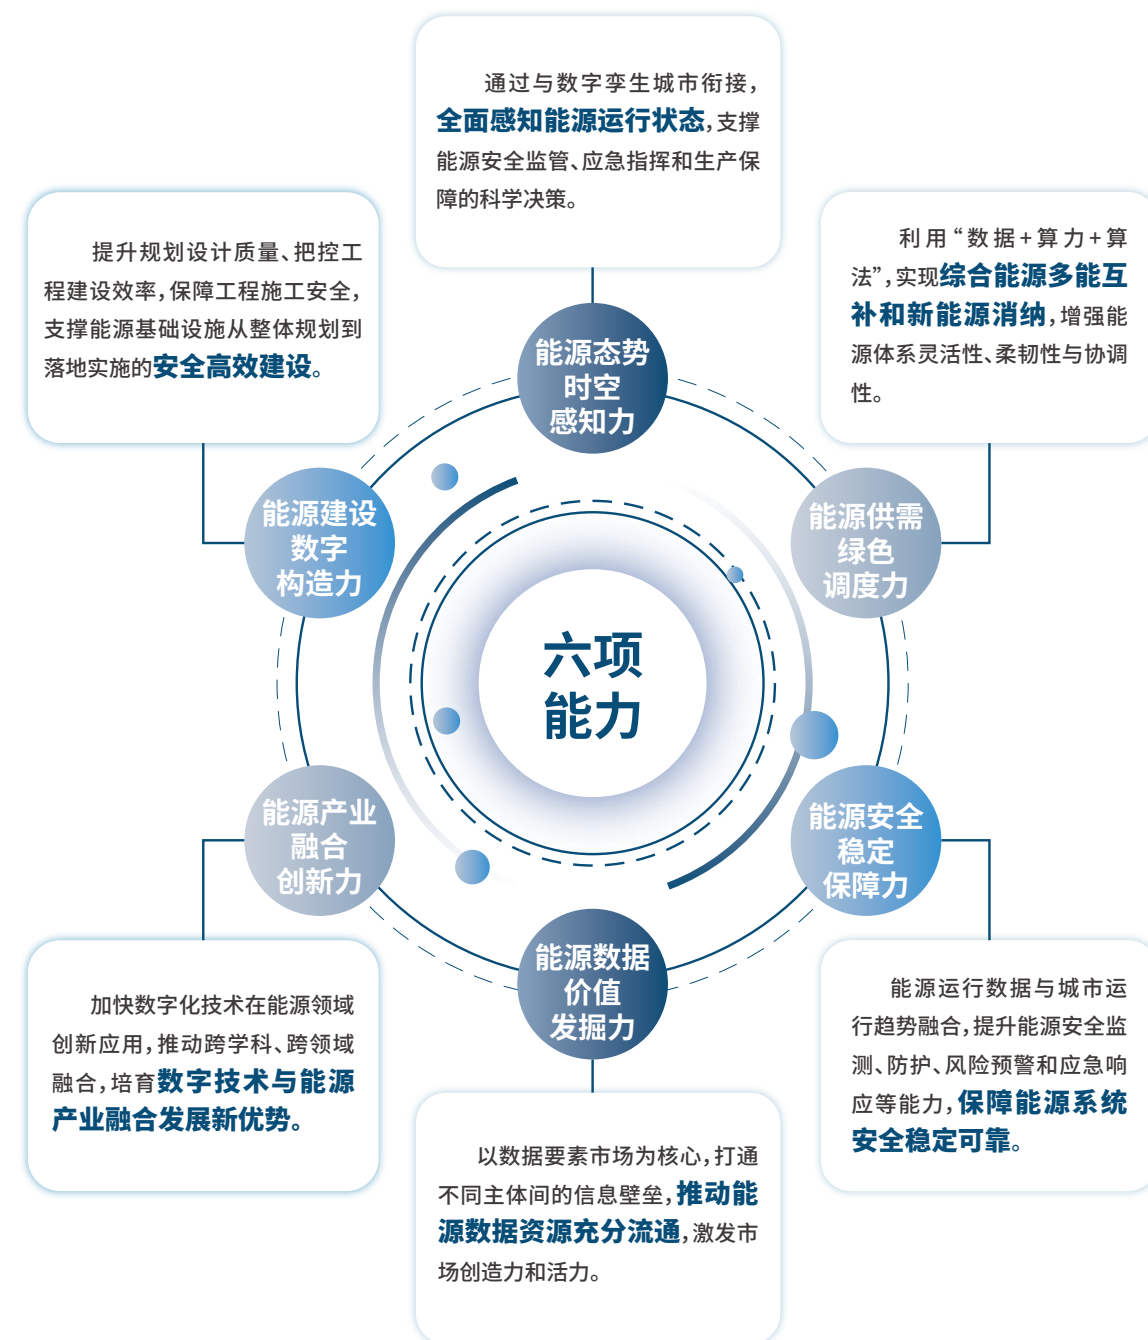 通过与数字孪生城市衔接，
全面感知能源运行状态，支撑
能源安全监管、应急指挥和生产保
障的科学决策。
提升规划设计质量、把控工
程建设效率，保障工程施工安全，
支撑能源基础设施从整体规划到
落地实施的安全高效建设。
利用“数据+算力+算
法”，实现综合能源多能互
补和新能源消纳，增强能
源体系灵活性、柔韧性与协调
性。
能源态势
时空
感知力
能源建设
数字
构造力
能源供需
绿色
调度力
六项
能力
能源产业
融合
创新力
能源安全
稳定
保障力
能源数据
价值
发掘力
加快数字化技术在能源领域
创新应用，推动跨学科、跨领域
融合，培育数字技术与能源
产业融合发展新优势。
能源运行数据与城市运
行趋势融合，提升能源安全监
测、防护、风险预警和应急响
应等能力，保障能源系统
安全稳定可靠。
以数据要素市场为核心，打通
不同主体间的信息壁垒，推动能
源数据资源充分流通，激发市
场创造力和活力。